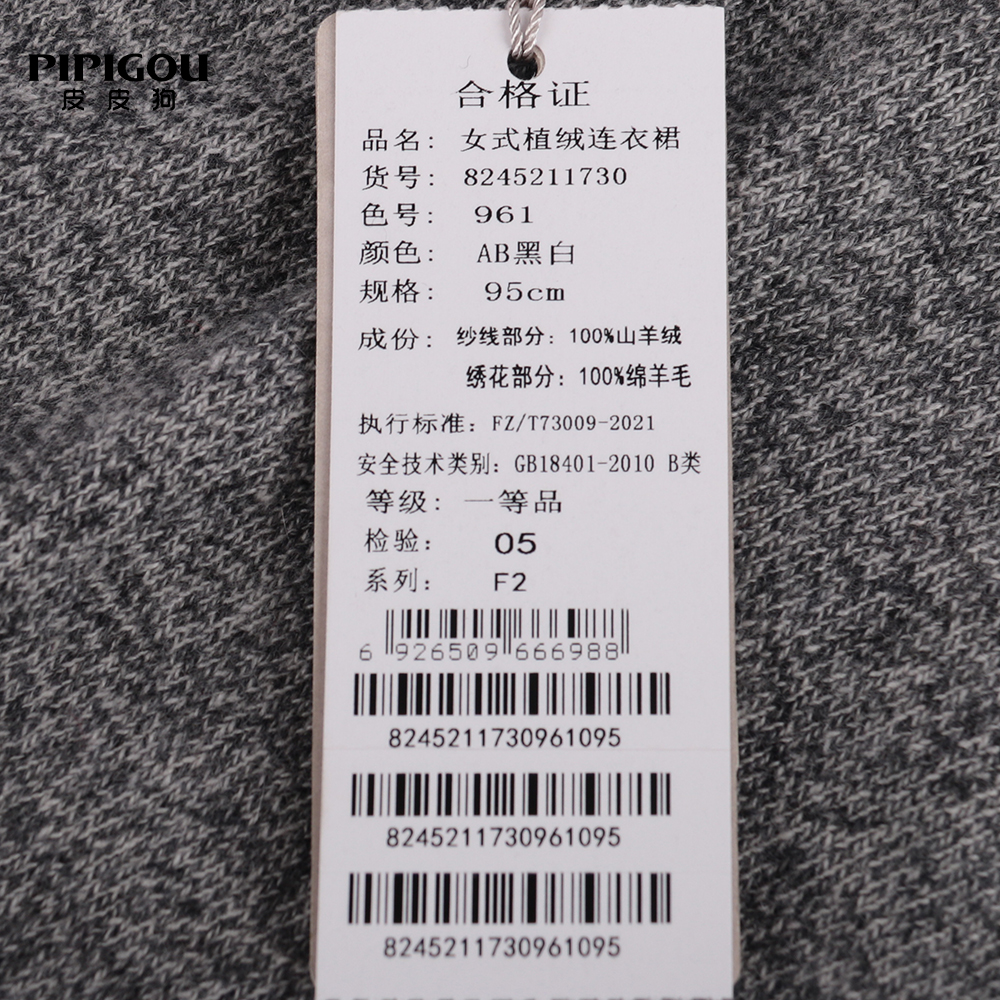 PIPIGOU
皮皮狗
合格证
品名: 女式植绒连衣裙
货号: 8245211730
色号: 961
颜色: AB黑白
规格: 95cm
成份: 纱线部分: 100%山羊绒
绣花部分: 100%绵羊毛
执行标准: FZ/T73009-2021
安全技术类别: GB18401-2010 B类
等级: 一等品
检验: 05
系列: F2
6 926509 666988
8245211730961095
8245211730961095
8245211730961095